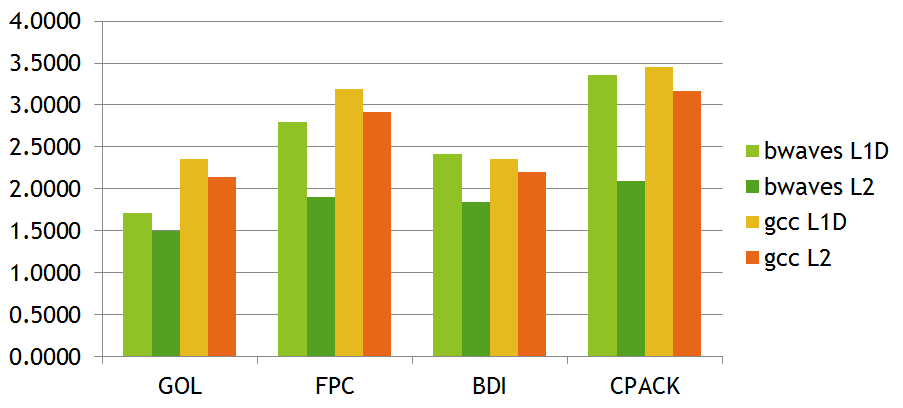 4.0000
3.5000
3.0000
2.5000
2.0000
1.5000
1.0000
0.5000
0.0000
GOL FPC BDI CPACK
bwaves L1D
bwaves L2
gcc L1D
gcc L2